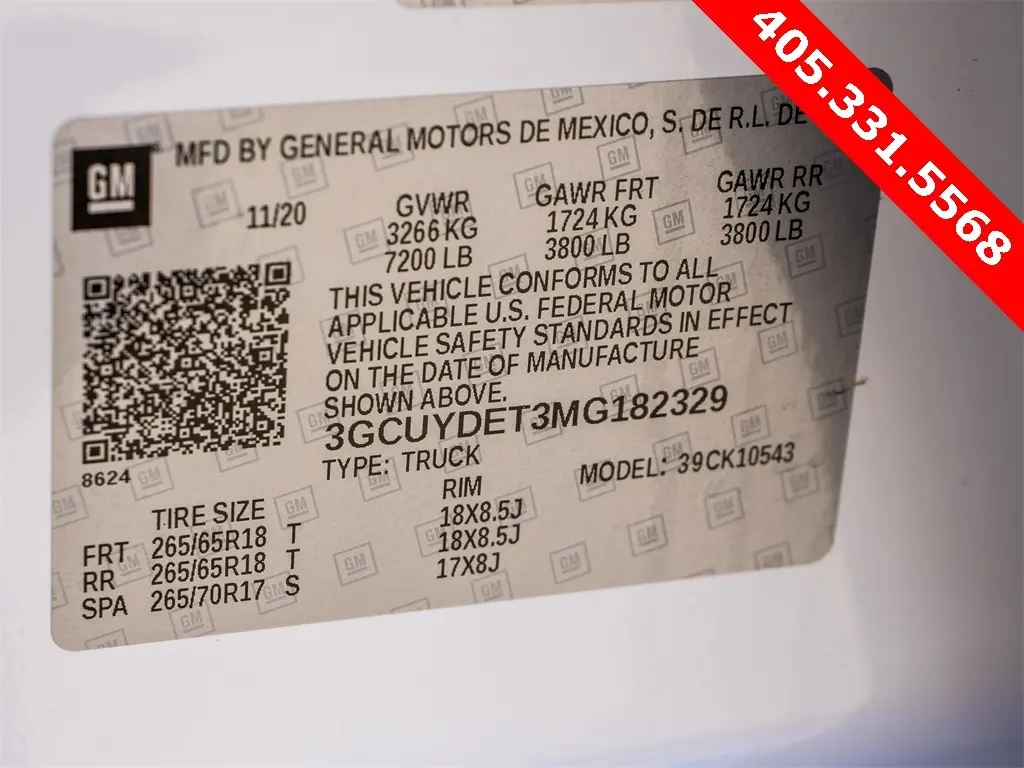 405.331.5568
MFD BY GENERAL MOTORS DE MEXICO, S. DE R.L. DE
GM
11/20
GVWR
3266 KG
7200 LB
GAWR FRT
1724 KG
3800 LB
GAWR RR
1724 KG
3800 LB
THIS VEHICLE CONFORMS TO ALL
APPLICABLE U.S. FEDERAL MOTOR
VEHICLE SAFETY STANDARDS IN EFFECT
ON THE DATE OF MANUFACTURE
SHOWN ABOVE.
3GCUYDET3MG182329
8624
TYPE: TRUCK
MODEL: 39CK10543
TIRE SIZE RIM
FRT 265/65R18 T 18X8.5J
RR 265/65R18 T 18X8.5J
SPA 265/70R17 S 17X8J